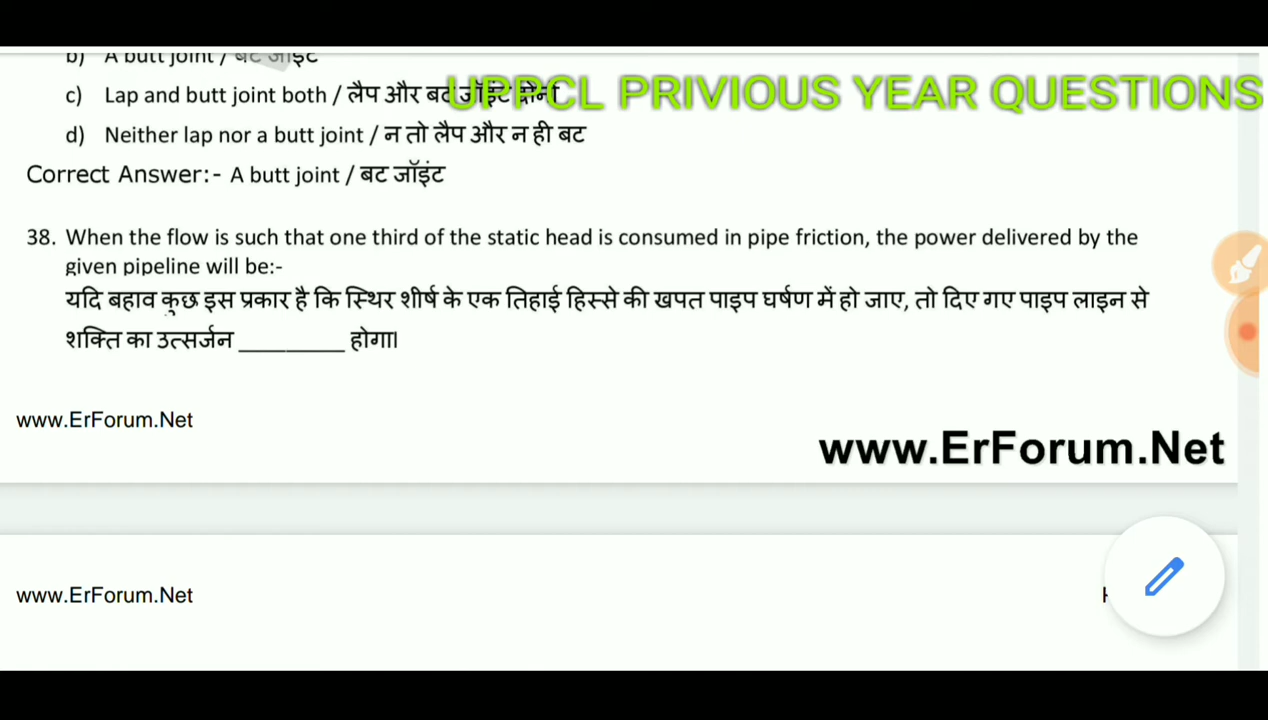 b) A butt joint / बट जॉइंट
UPPCL PRIVIOUS YEAR QUESTIONS
c) Lap and butt joint both / लैप और बट जॉइंट दोनों
d) Neither lap nor a butt joint / न तो लैप और न ही बट
Correct Answer:- A butt joint / बट जॉइंट
38. When the flow is such that one third of the static head is consumed in pipe friction, the power delivered by the
given pipeline will be:-
यदि बहाव कुछ इस प्रकार है कि स्थिर शीर्ष के एक तिहाई हिस्से की खपत पाइप घर्षण में हो जाए, तो दिए गए पाइप लाइन से
शक्ति का उत्सर्जन _________ होगा।
www.ErForum.Net
www.ErForum.Net
www.ErForum.Net